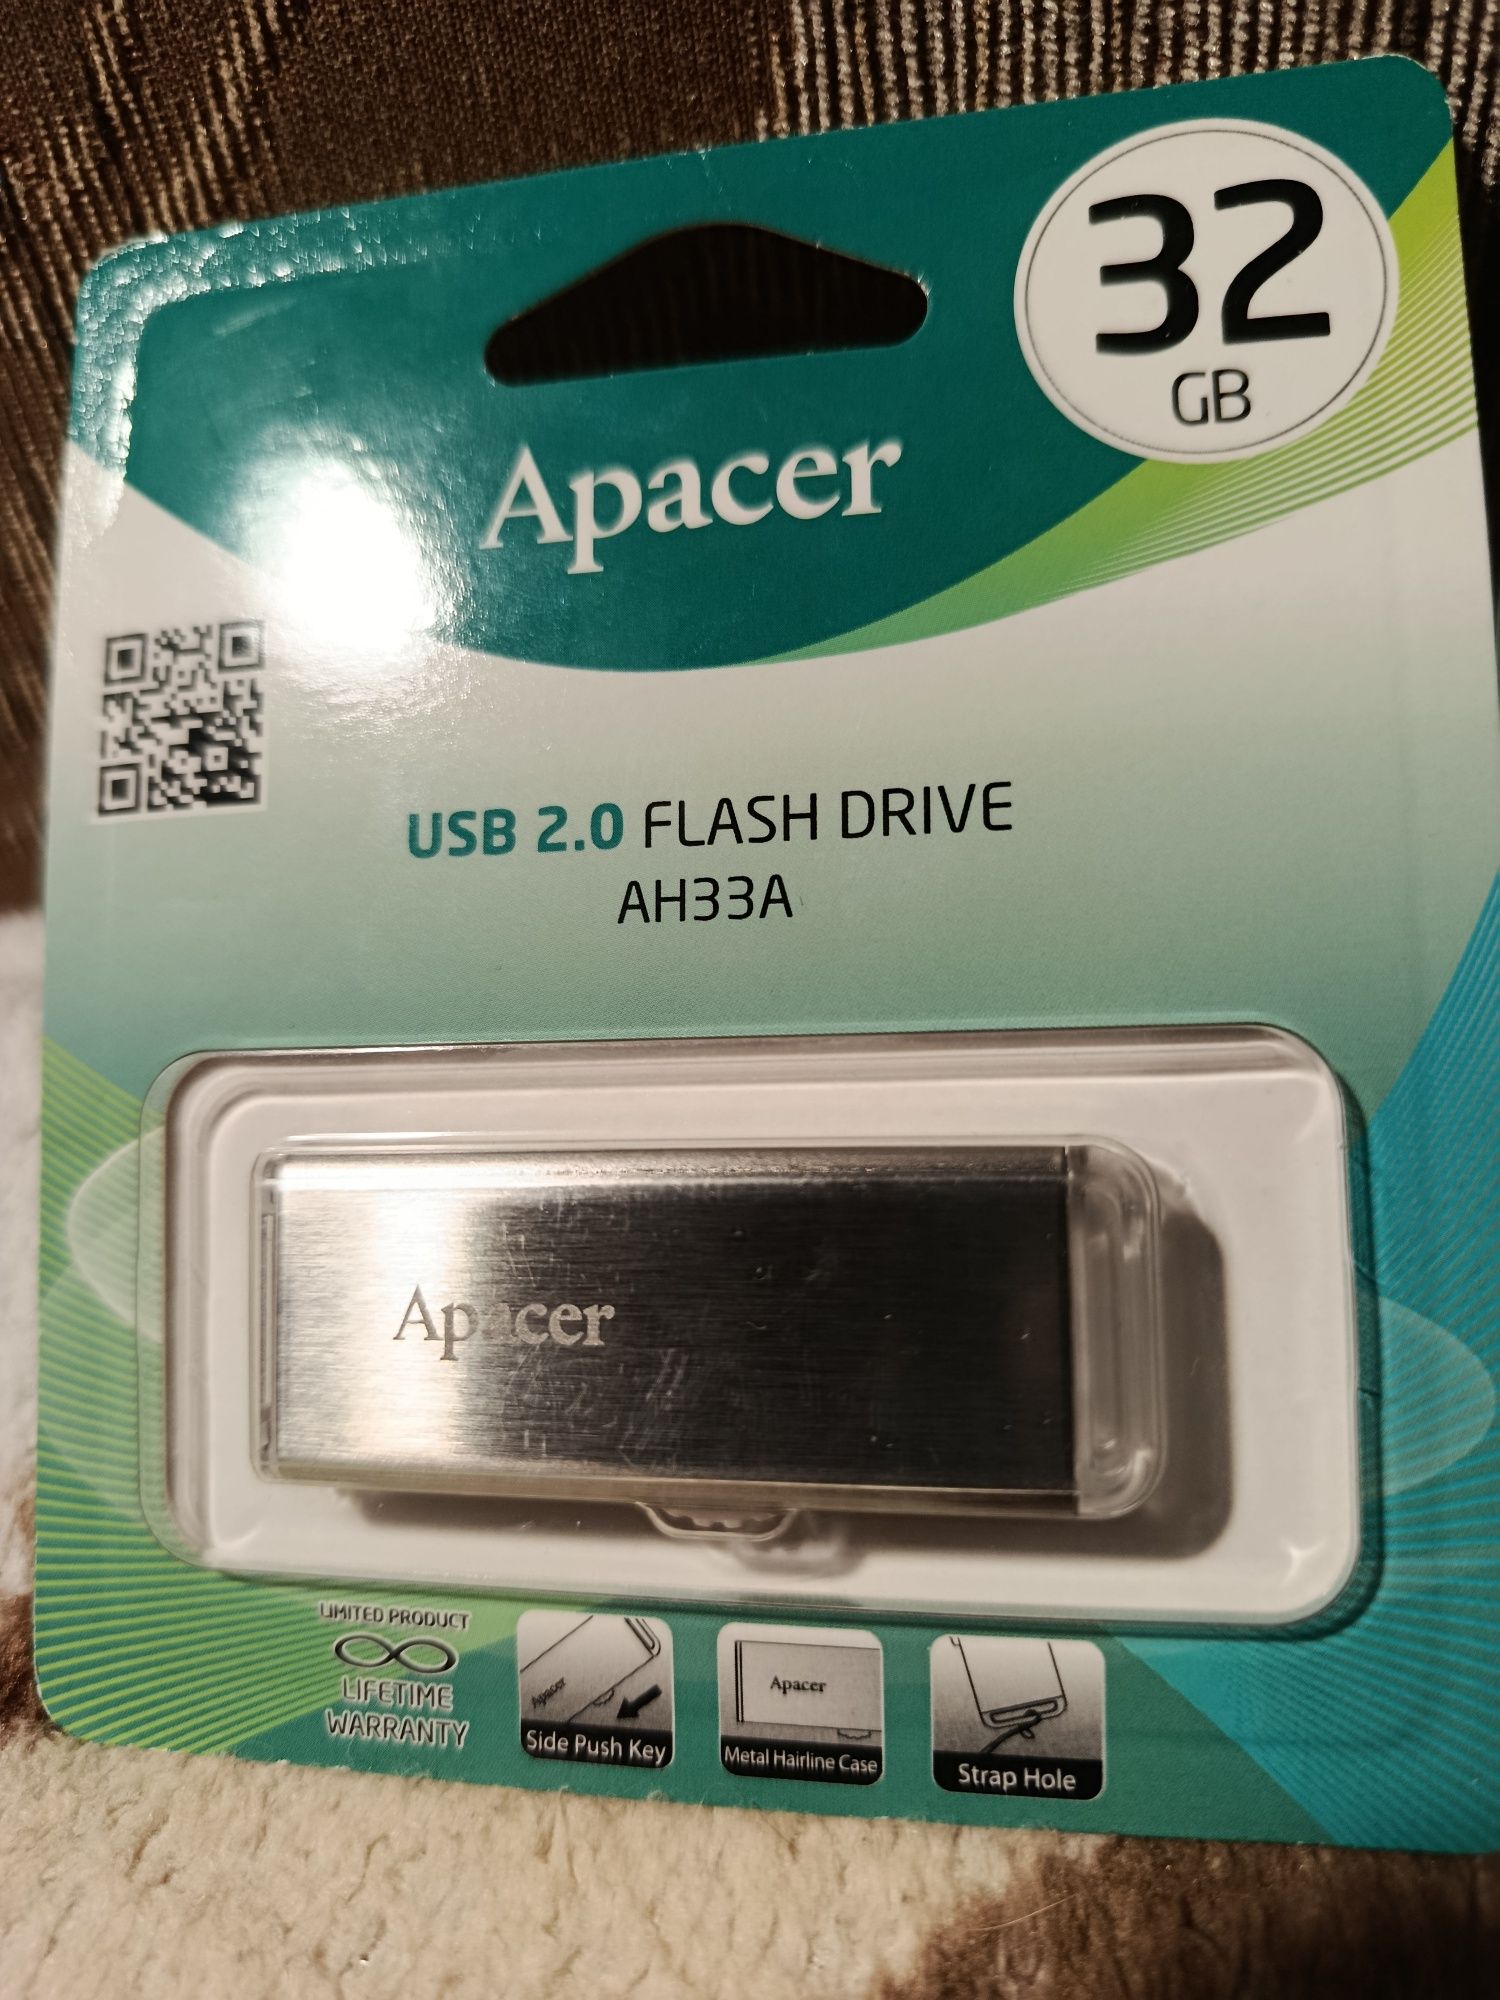 32
GB
Apacer
USB 2.0 FLASH DRIVE
AH33A
Apacer
LIMITED PRODUCT
LIFETIME
WARRANTY
Apacer
Side Push Key
Apacer
Metal Hairline Case
Strap Hole